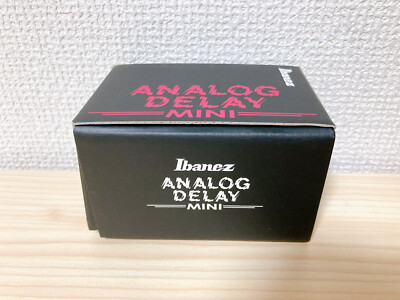 ANALOG
DELAY
MINI
Ibanez
Ibanez
ANALOG
DELAY
MINI